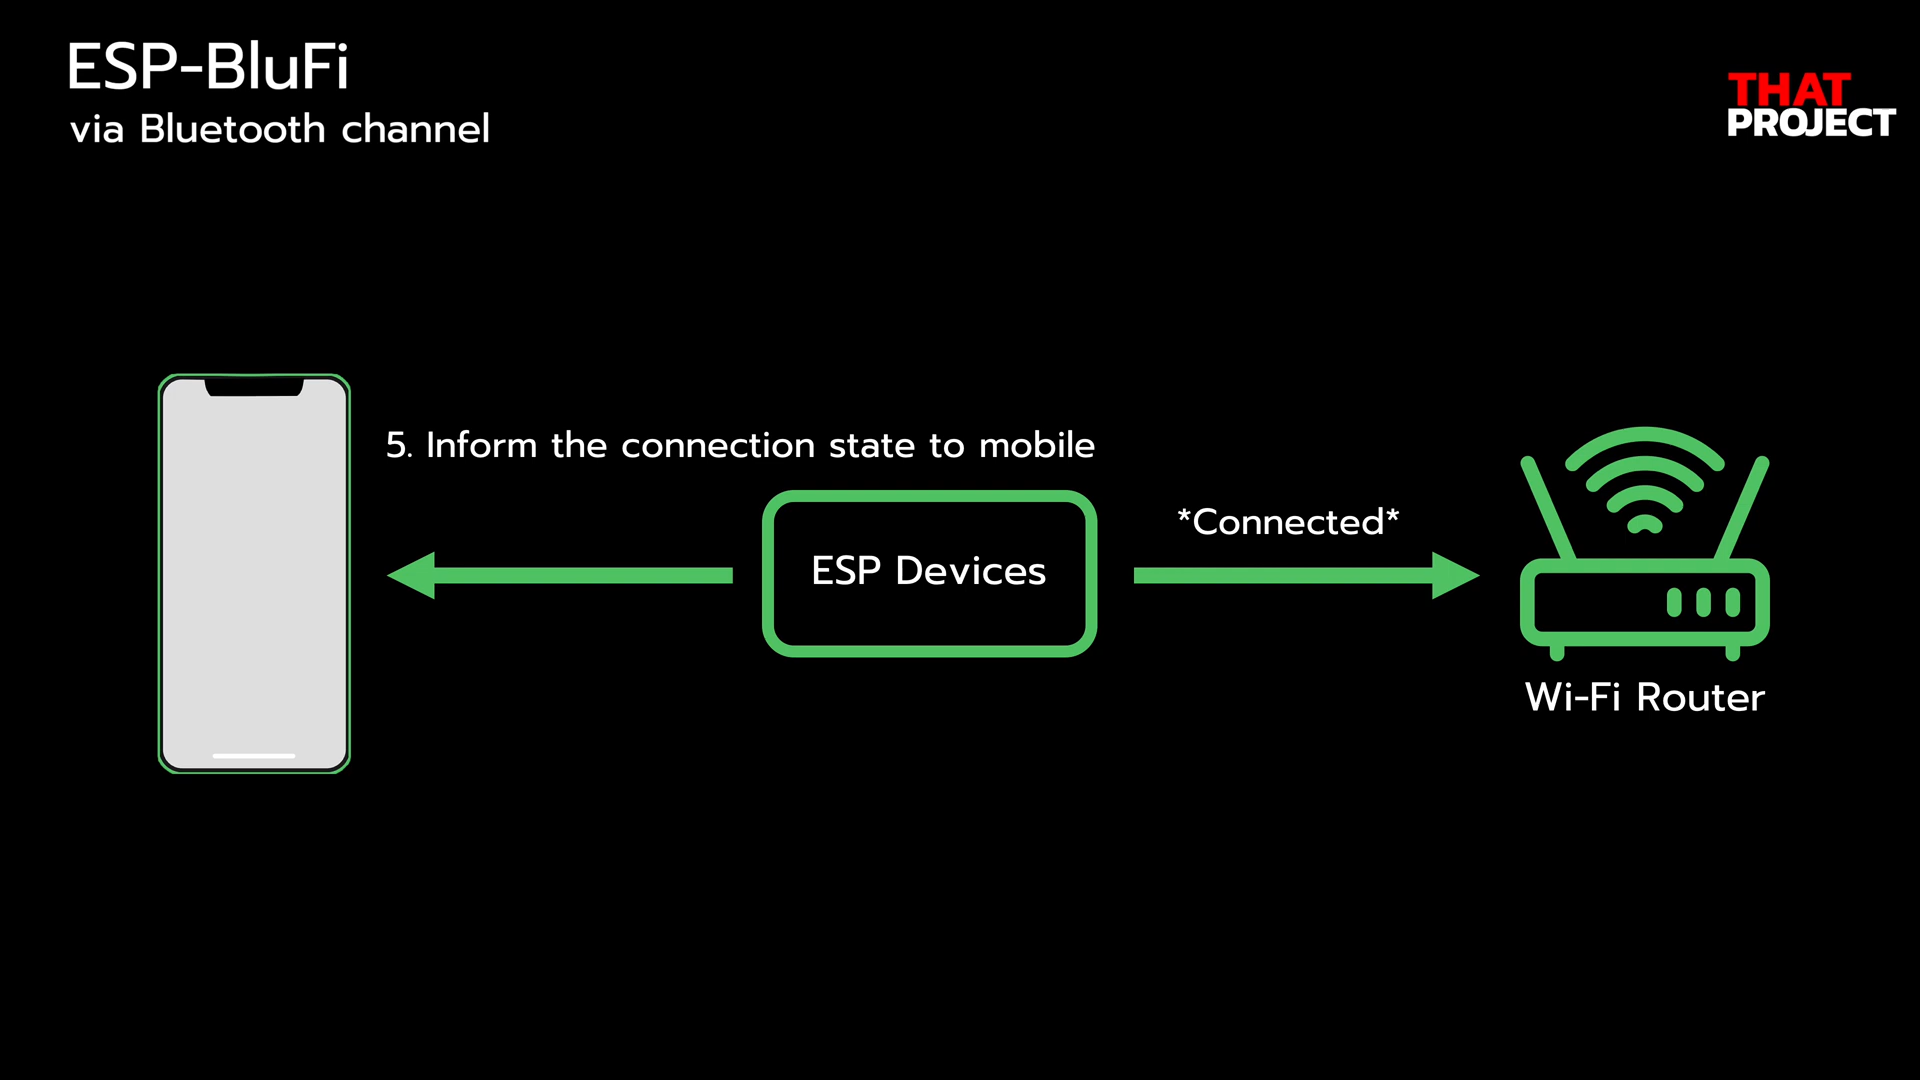 ESP-BluFi
via Bluetooth channel
THAT
PROJECT
5. Inform the connection state to mobile
*Connected*
ESP Devices
Wi-Fi Router